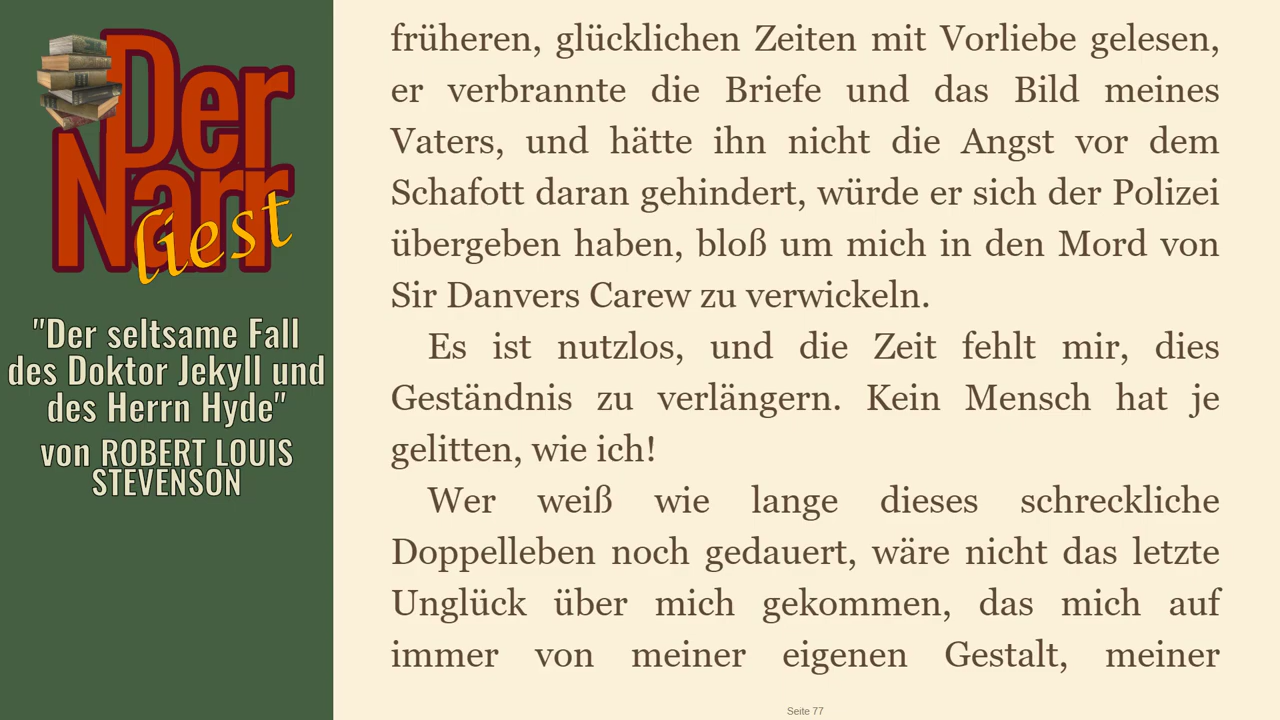 Der
Narr
liest
"Der seltsame Fall
des Doktor Jekyll und
des Herrn Hyde"
von ROBERT LOUIS
STEVENSON
früheren, glücklichen Zeiten mit Vorliebe gelesen,
er verbrannte die Briefe und das Bild meines
Vaters, und hätte ihn nicht die Angst vor dem
Schafott daran gehindert, würde er sich der Polizei
übergeben haben, bloß um mich in den Mord von
Sir Danvers Carew zu verwickeln.
Es ist nutzlos, und die Zeit fehlt mir, dies
Geständnis zu verlängern. Kein Mensch hat je
gelitten, wie ich!
Wer weiß wie lange dieses schreckliche
Doppelleben noch gedauert, wäre nicht das letzte
Unglück über mich gekommen, das mich auf
immer von meiner eigenen Gestalt, meiner
Seite 77